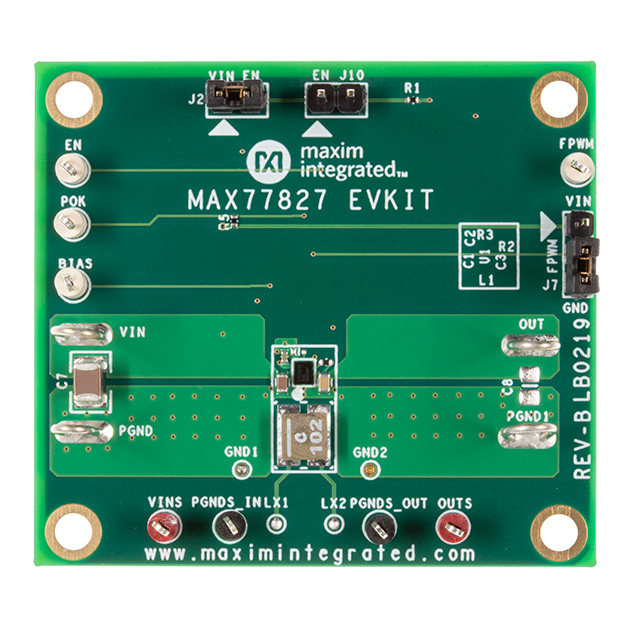 VIN EN
J2
EN J10
R1
maxim
integrated™
MAX77827 EVKIT
EN
POK
BIAS
R5
FPWM
VIN
FPWM
J7
GND
C2 R3
C1 U1 C3 R2
L1
VIN
C7
PGND
OUT
C8
PGND1
C
102
GND1
GND2
REV-B LB0219
VINS PGNDS_IN LX1 LX2 PGNDS_OUT OUTS
www.maximintegrated.com